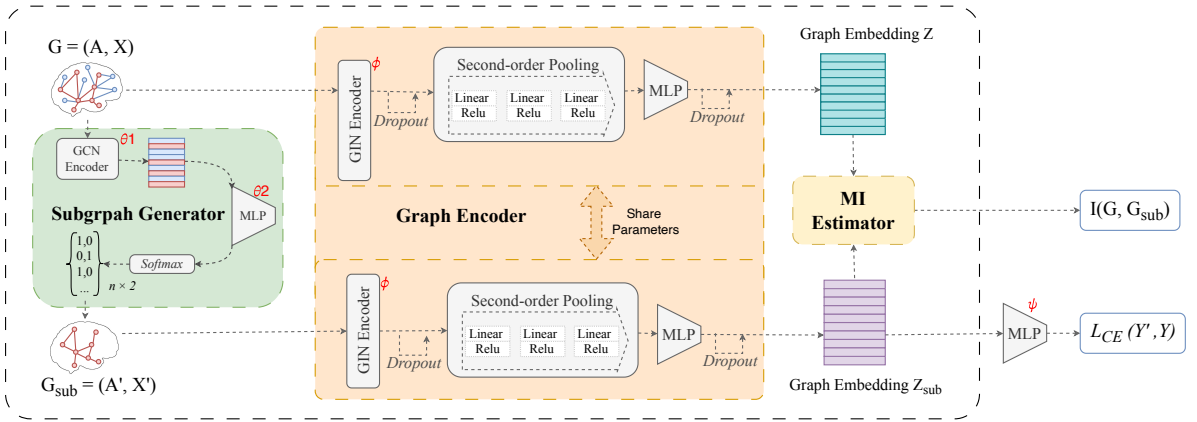 G = (A, X)
GCN
Encoder
θ1
θ2
MLP
Subgrpah Generator
1,0
0,1
1,0
...
n × 2
Softmax
G_sub = (A', X')
GIN Encoder
ϕ
Dropout
Second-order Pooling
Linear Linear Linear
Relu Relu Relu
MLP
Dropout
Graph Encoder
Share
Parameters
GIN Encoder
ϕ
Dropout
Second-order Pooling
Linear Linear Linear
Relu Relu Relu
MLP
Dropout
Graph Embedding Z
MI
Estimator
Graph Embedding Z_sub
I(G, G_sub)
ψ
MLP
L_CE (Y' ,Y)